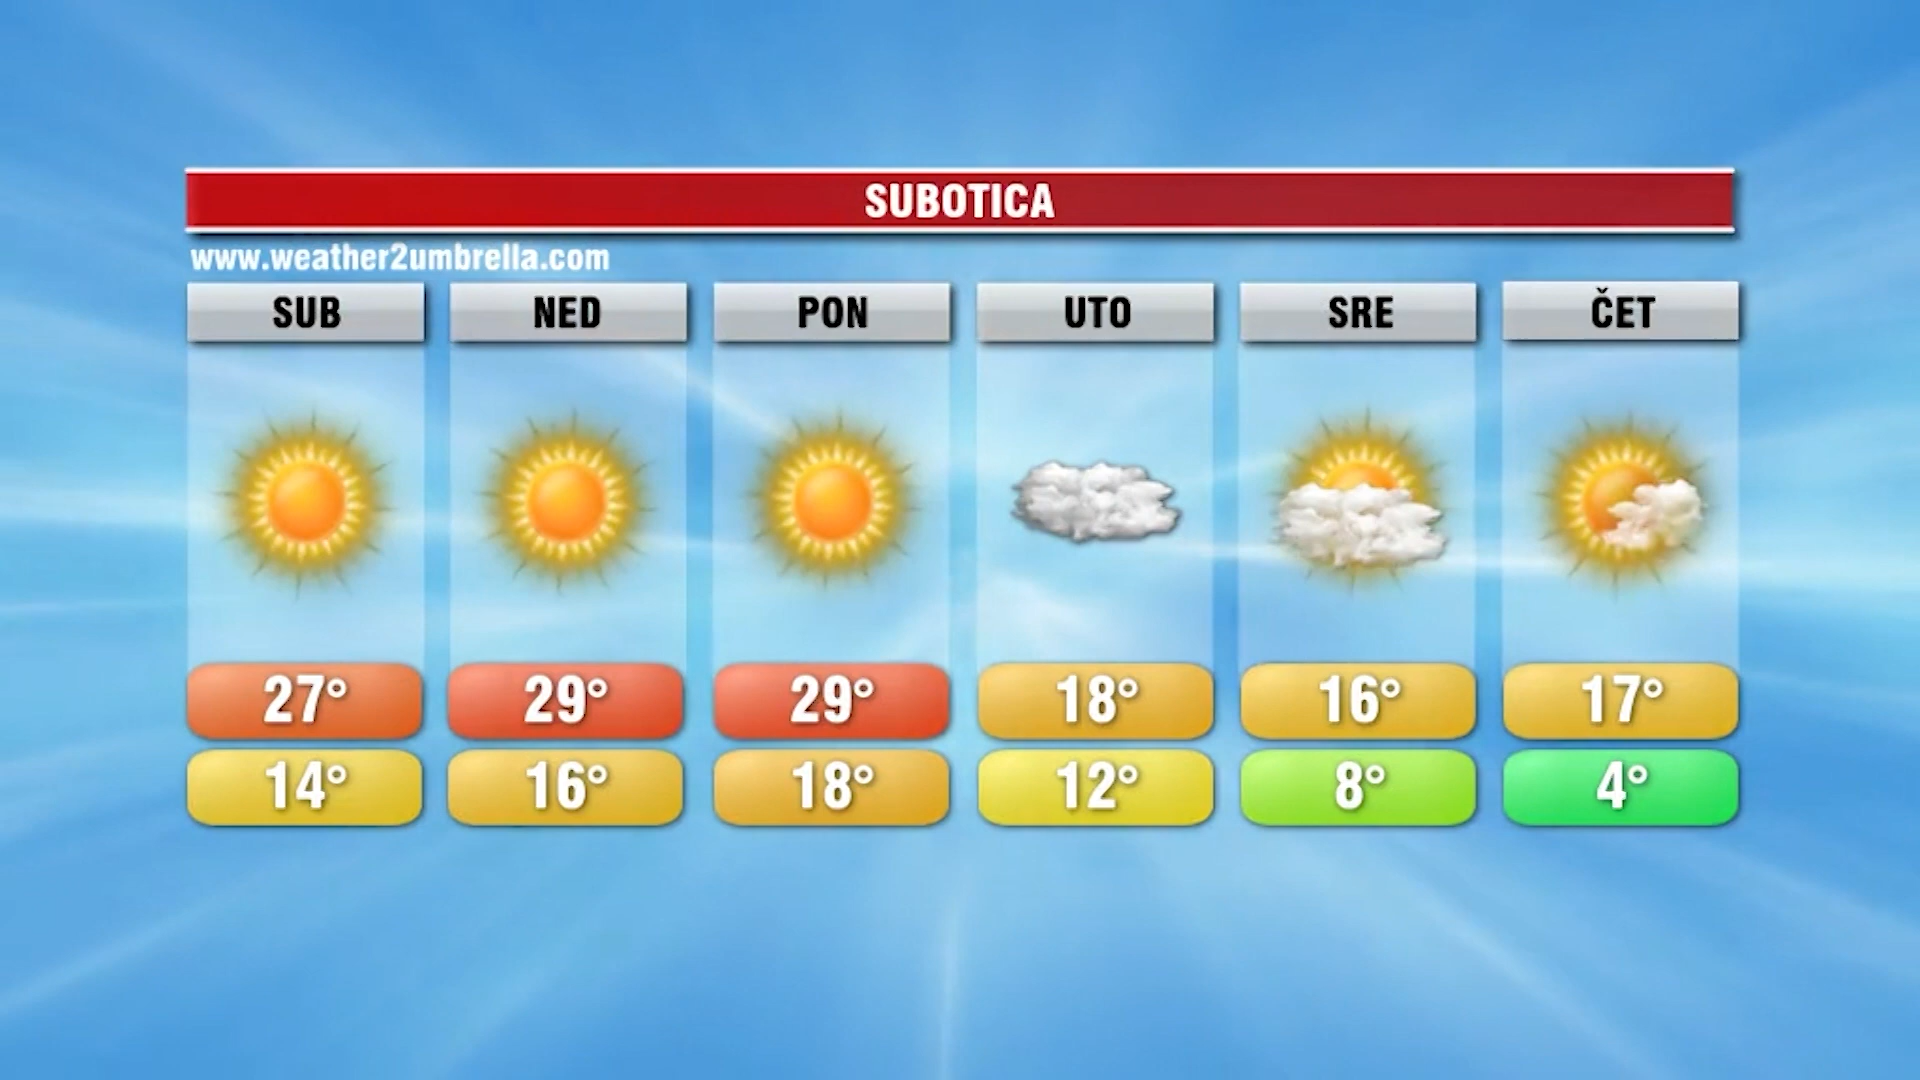 SUBOTICA
www.weather2umbrella.com
SUB NED PON UTO SRE ČET
27° 29° 29° 18° 16° 17°
14° 16° 18° 12° 8° 4°